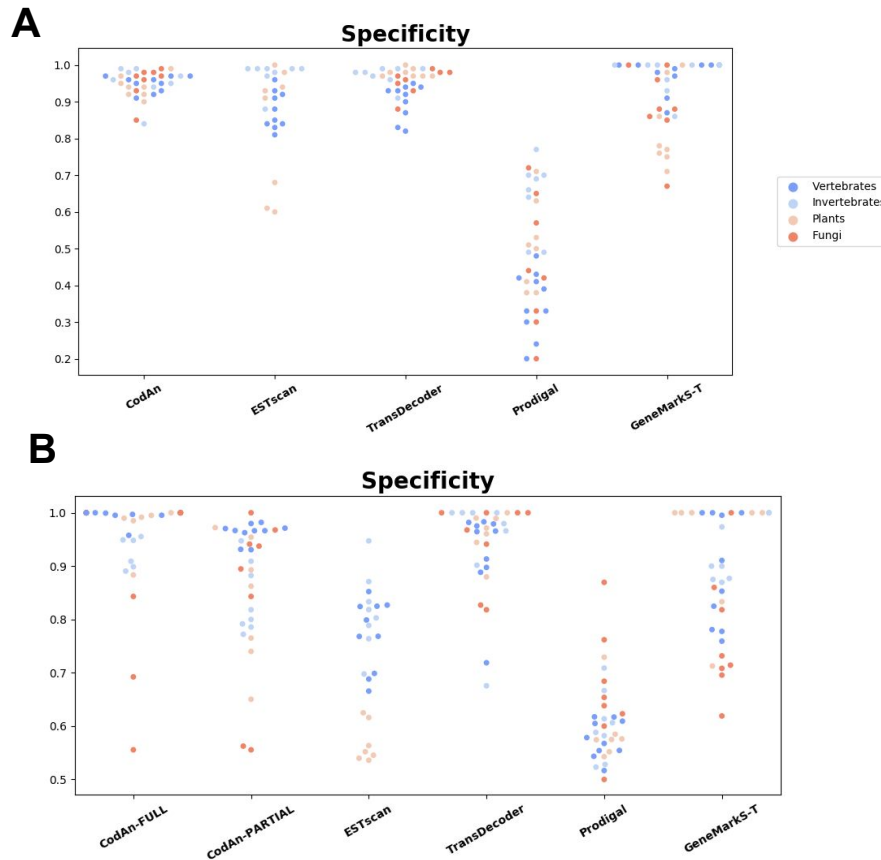 A
Specificity
1.0
0.9
0.8
0.7
0.6
0.5
0.4
0.3
0.2
CodAn
ESTscan
TransDecoder
Prodigal
GeneMarkS-T
Vertebrates
Invertebrates
Plants
Fungi
B
Specificity
1.0
0.9
0.8
0.7
0.6
0.5
CodAn-FULL
CodAn-PARTIAL
ESTscan
TransDecoder
Prodigal
GeneMarkS-T